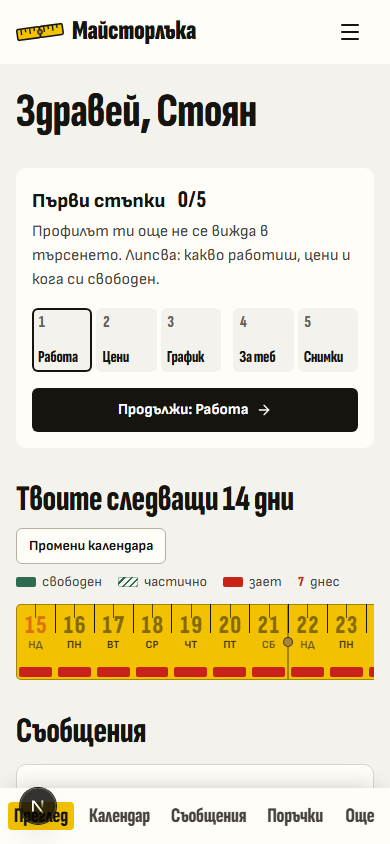 Майсторлъка
Здравей, Стоян
Първи стъпки 0/5
Профилът ти още не се вижда в
търсенето. Липсва: какво работиш, цени и
кога си свободен.
1 2 3 4 5
Работа Цени График За теб Снимки
Продължи: Работа →
Твоите следващи 14 дни
Промени календара
свободен частично зает 7 днес
15 16 17 18 19 20 21 22 23
НД ПН ВТ СР ЧТ ПТ СБ НД ПН
Съобщения
Преглед Календар Съобщения Поръчки Още
N